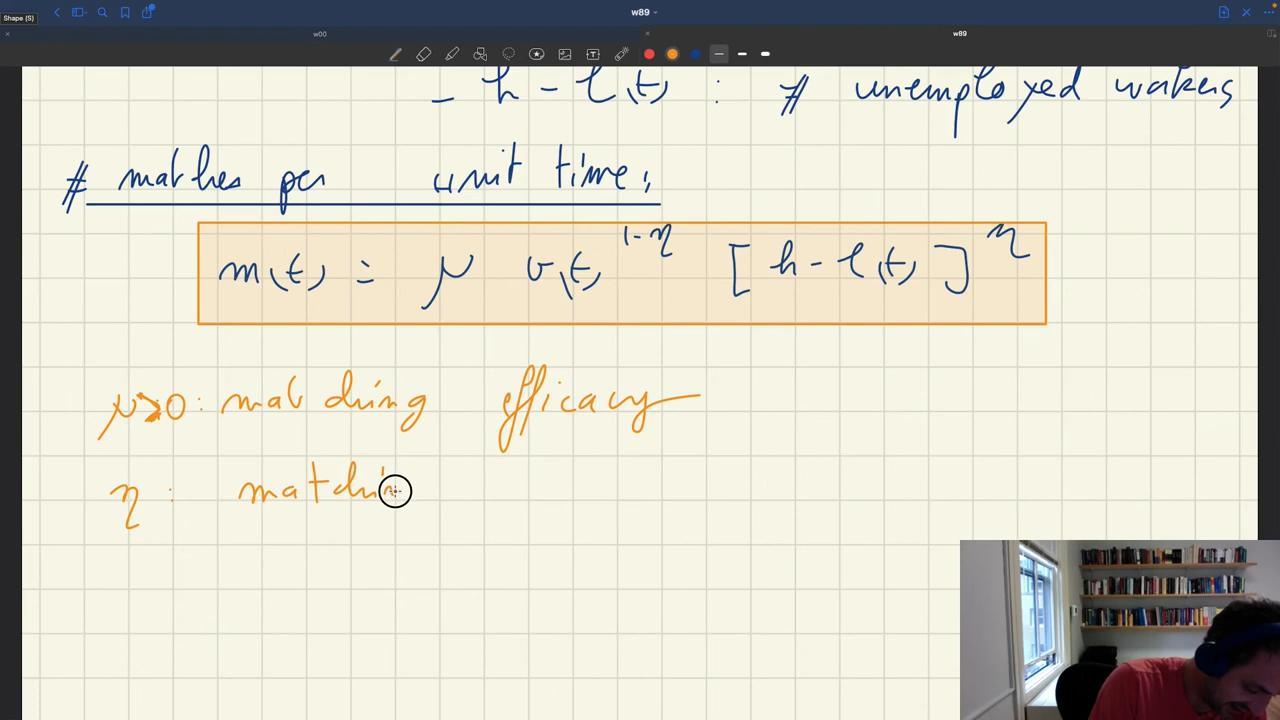 w89
Shape (S)
w00
w89
- h - l(t) : # unemployed workers
# matches per unit time:
m(t) = μ v(t)^{1-η} [h - l(t)]^η
μ > 0 : matching efficacy
η : matchin